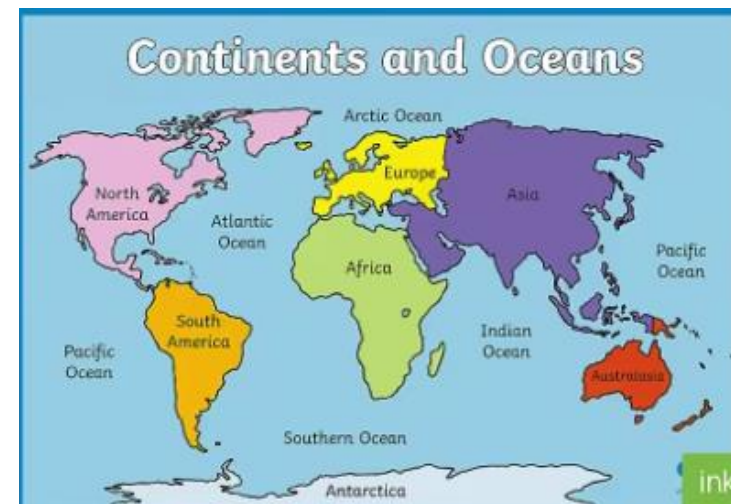 Continents and Oceans
Arctic Ocean
North
America
Atlantic
Ocean
Europe
Asia
Pacific
Ocean
Africa
South
America
Pacific
Ocean
Indian
Ocean
Australasia
Southern Ocean
Antarctica
ink